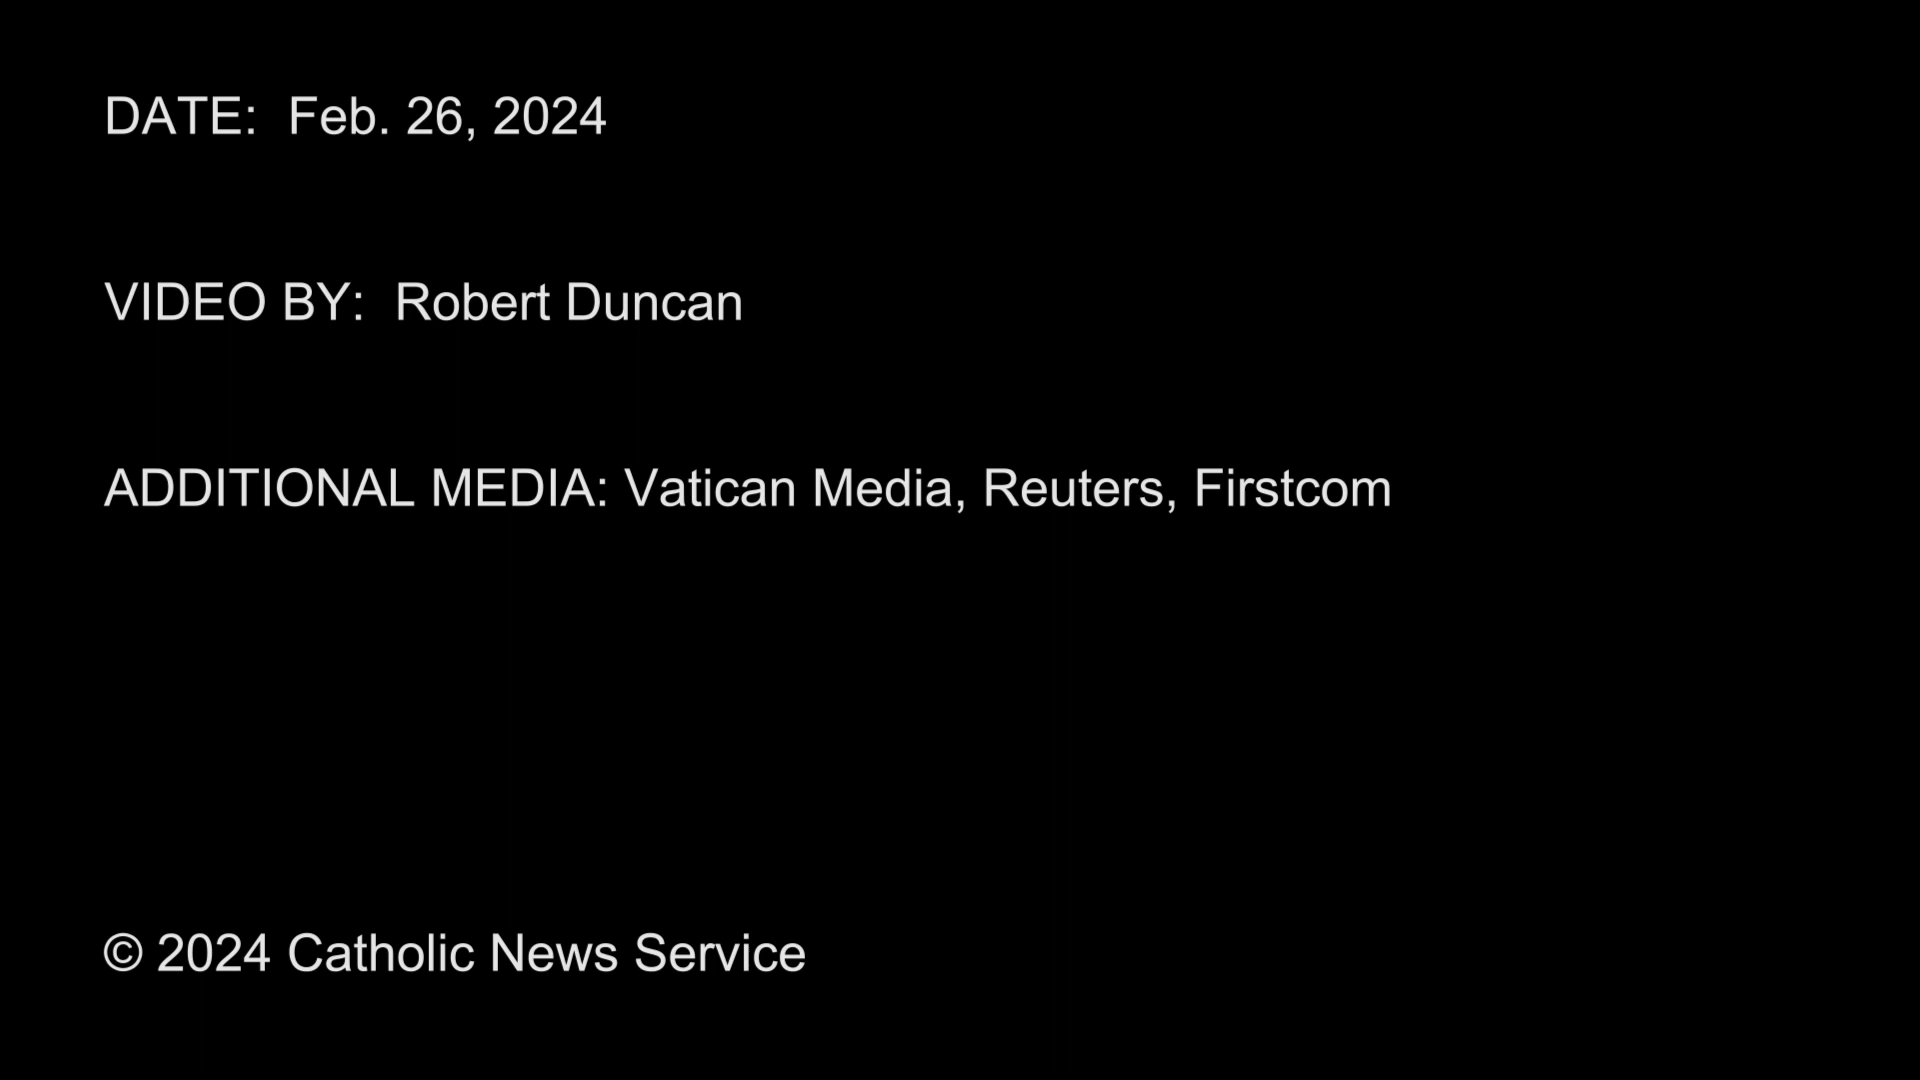 DATE:  Feb. 26, 2024
VIDEO BY:  Robert Duncan
ADDITIONAL MEDIA: Vatican Media, Reuters, Firstcom
© 2024 Catholic News Service